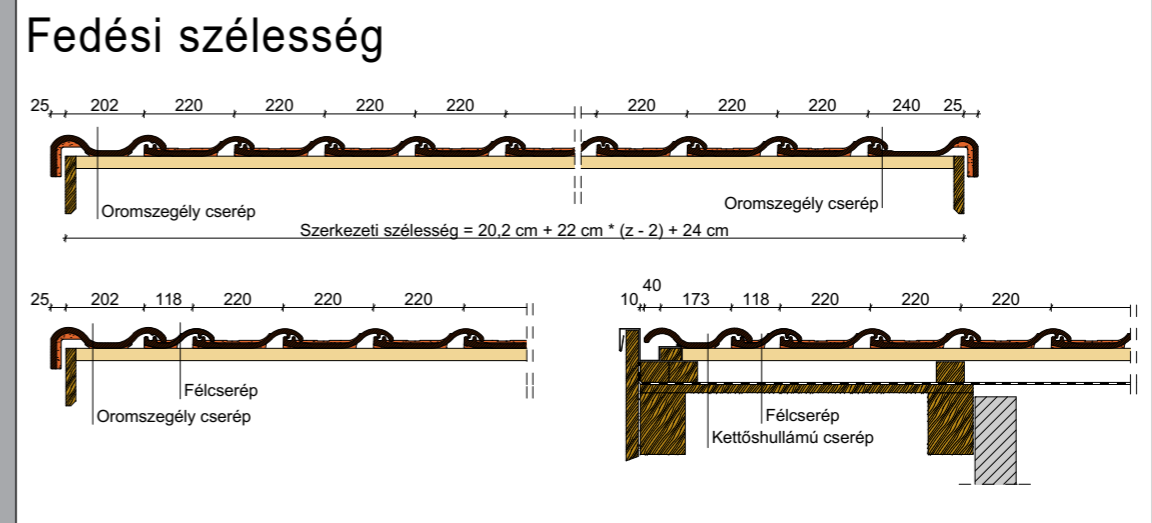 Fedési szélesség
25 202 220 220 220 220 220 220 220 240 25
Oromszegély cserép
Oromszegély cserép
Szerkezeti szélesség = 20,2 cm + 22 cm * (z - 2) + 24 cm
25 202 118 220 220 220
Félcserép
Oromszegély cserép
40
10 173 118 220 220 220
Félcserép
Kettőshullámú cserép